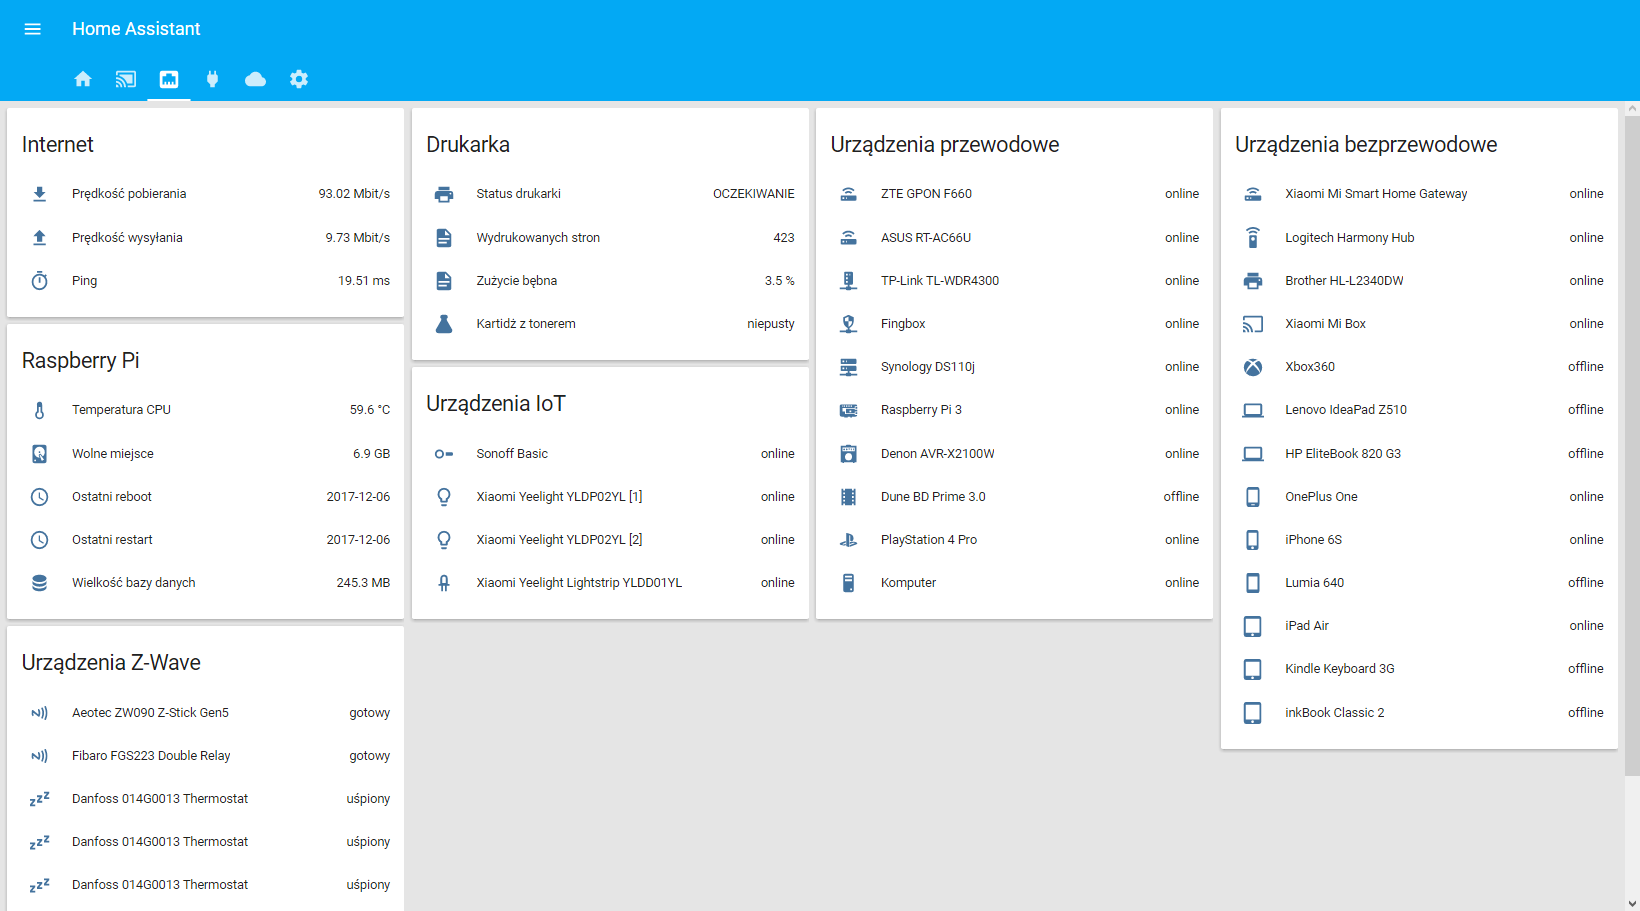 Home Assistant
Internet
Prędkość pobierania 93.02 Mbit/s
Prędkość wysyłania 9.73 Mbit/s
Ping 19.51 ms
Raspberry Pi
Temperatura CPU 59.6 °C
Wolne miejsce 6.9 GB
Ostatni reboot 2017-12-06
Ostatni restart 2017-12-06
Wielkość bazy danych 245.3 MB
Urządzenia Z-Wave
Aeotec ZW090 Z-Stick Gen5 gotowy
Fibaro FGS223 Double Relay gotowy
Danfoss 014G0013 Thermostat uśpiony
Danfoss 014G0013 Thermostat uśpiony
Danfoss 014G0013 Thermostat uśpiony
Drukarka
Status drukarki OCZEKIWANIE
Wydrukowanych stron 423
Zużycie bębna 3.5 %
Kartidż z tonerem niepusty
Urządzenia IoT
Sonoff Basic online
Xiaomi Yeelight YLDP02YL [1] online
Xiaomi Yeelight YLDP02YL [2] online
Xiaomi Yeelight Lightstrip YLDD01YL online
Urządzenia przewodowe
ZTE GPON F660 online
ASUS RT-AC66U online
TP-Link TL-WDR4300 online
Fingbox online
Synology DS110j online
Raspberry Pi 3 online
Denon AVR-X2100W online
Dune BD Prime 3.0 offline
PlayStation 4 Pro online
Komputer online
Urządzenia bezprzewodowe
Xiaomi Mi Smart Home Gateway online
Logitech Harmony Hub online
Brother HL-L2340DW online
Xiaomi Mi Box online
Xbox360 offline
Lenovo IdeaPad Z510 offline
HP EliteBook 820 G3 offline
OnePlus One online
iPhone 6S online
Lumia 640 offline
iPad Air online
Kindle Keyboard 3G offline
inkBook Classic 2 offline